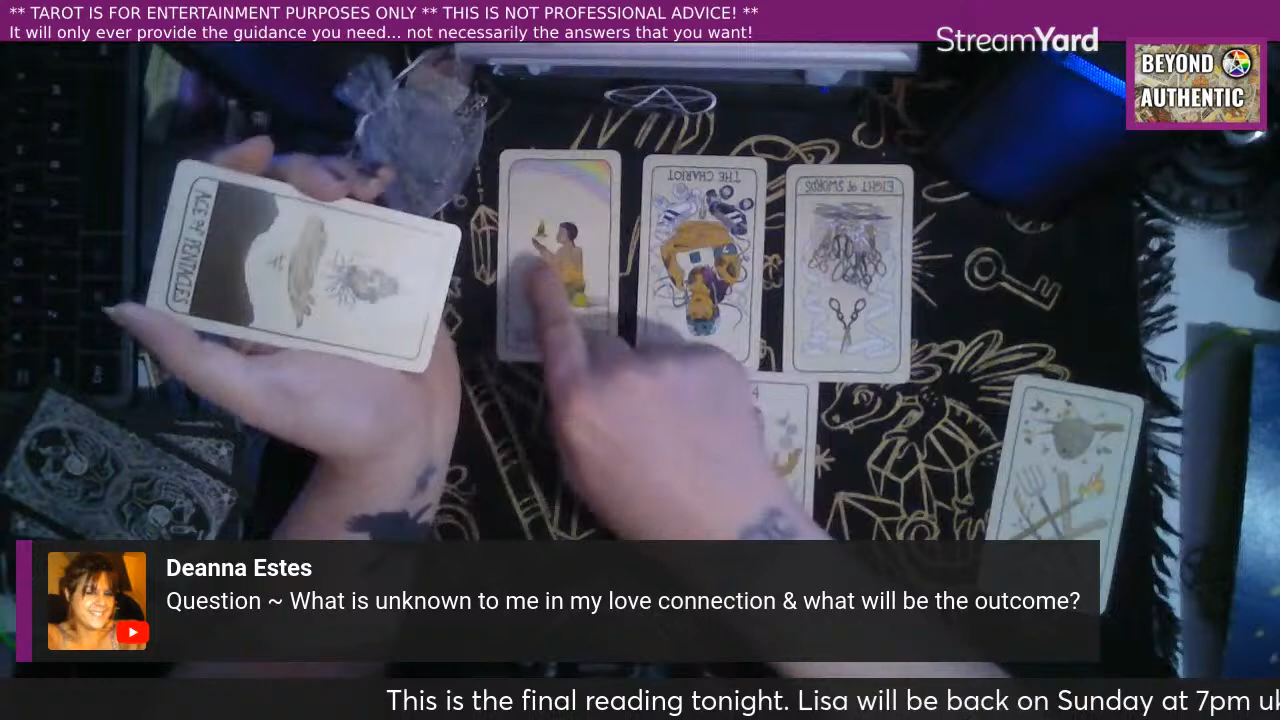 ** TAROT IS FOR ENTERTAINMENT PURPOSES ONLY ** THIS IS NOT PROFESSIONAL ADVICE! **
It will only ever provide the guidance you need... not necessarily the answers that you want!
StreamYard
BEYOND
AUTHENTIC
THE CHARIOT
EIGHT OF SWORDS
ACE OF PENTACLES
Deanna Estes
Question ~ What is unknown to me in my love connection & what will be the outcome?
This is the final reading tonight. Lisa will be back on Sunday at 7pm u